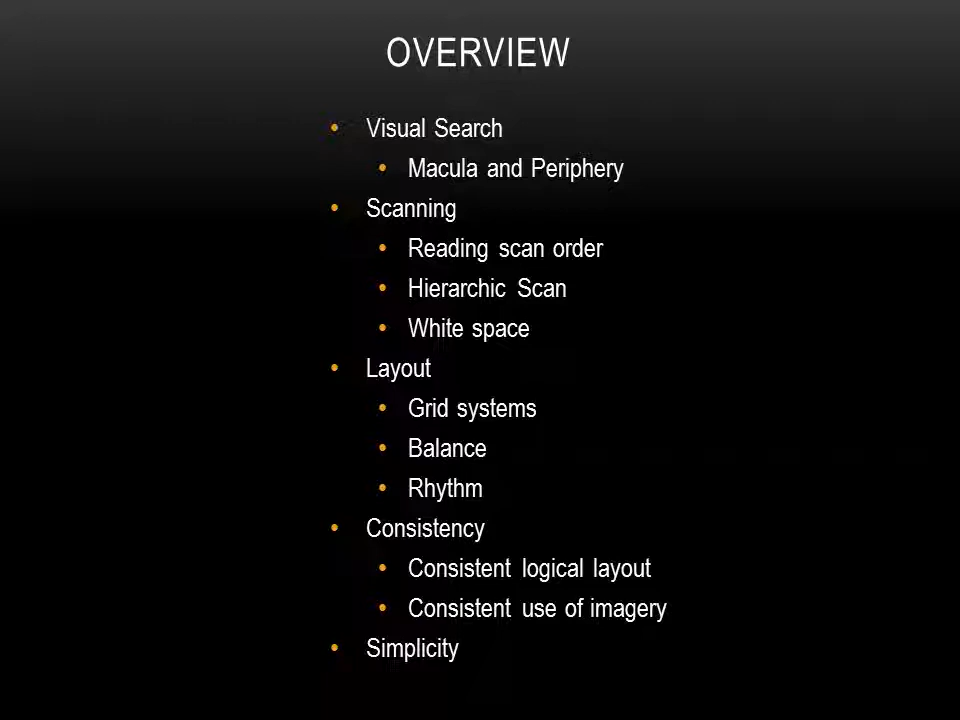 OVERVIEW
• Visual Search
• Macula and Periphery
• Scanning
• Reading scan order
• Hierarchic Scan
• White space
• Layout
• Grid systems
• Balance
• Rhythm
• Consistency
• Consistent logical layout
• Consistent use of imagery
• Simplicity